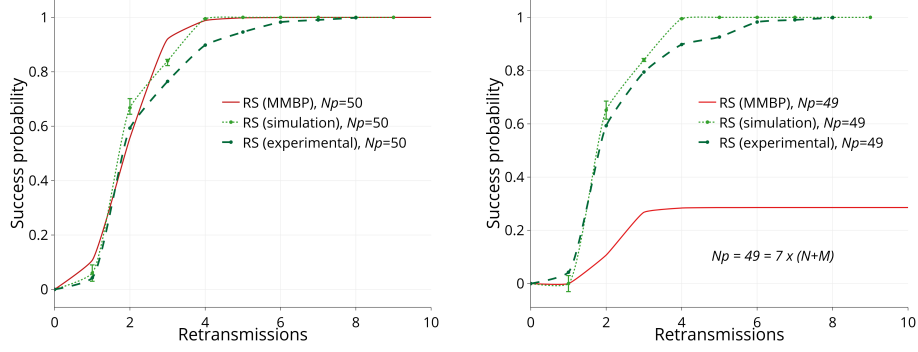 Success probability
1
0.8
0.6
0.4
0.2
0
RS (MMBP), Np=50
RS (simulation), Np=50
RS (experimental), Np=50
0 2 4 6 8 10
Retransmissions
Success probability
1
0.8
0.6
0.4
0.2
0
RS (MMBP), Np=49
RS (simulation), Np=49
RS (experimental), Np=49
Np = 49 = 7 x (N+M)
0 2 4 6 8 10
Retransmissions